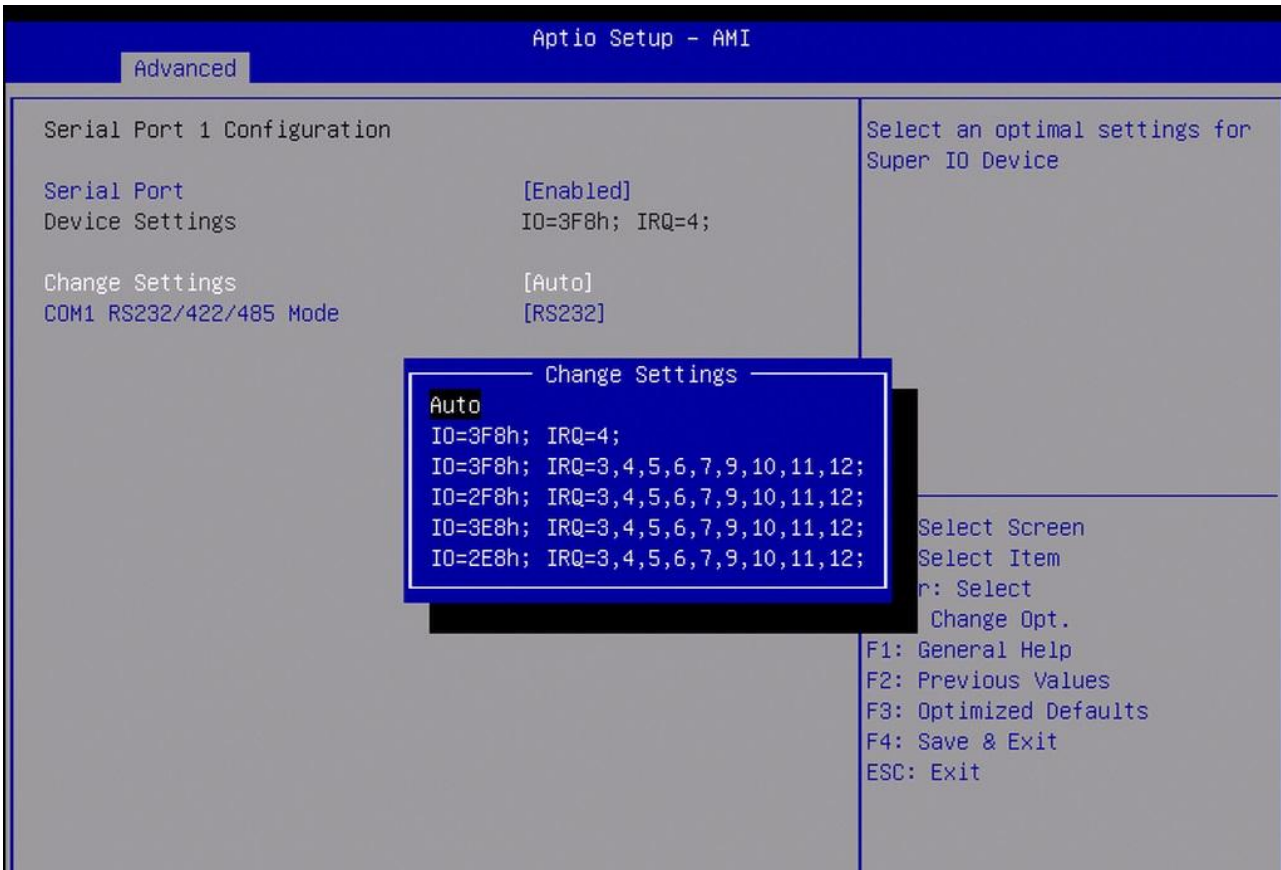 Aptio Setup – AMI
Advanced
Serial Port 1 Configuration
Serial Port [Enabled]
Device Settings IO=3F8h; IRQ=4;
Change Settings [Auto]
COM1 RS232/422/485 Mode [RS232]
Change Settings
Auto
IO=3F8h; IRQ=4;
IO=3F8h; IRQ=3,4,5,6,7,9,10,11,12;
IO=2F8h; IRQ=3,4,5,6,7,9,10,11,12;
IO=3E8h; IRQ=3,4,5,6,7,9,10,11,12;
IO=2E8h; IRQ=3,4,5,6,7,9,10,11,12;
Select an optimal settings for
Super IO Device
Select Screen
Select Item
r: Select
Change Opt.
F1: General Help
F2: Previous Values
F3: Optimized Defaults
F4: Save & Exit
ESC: Exit